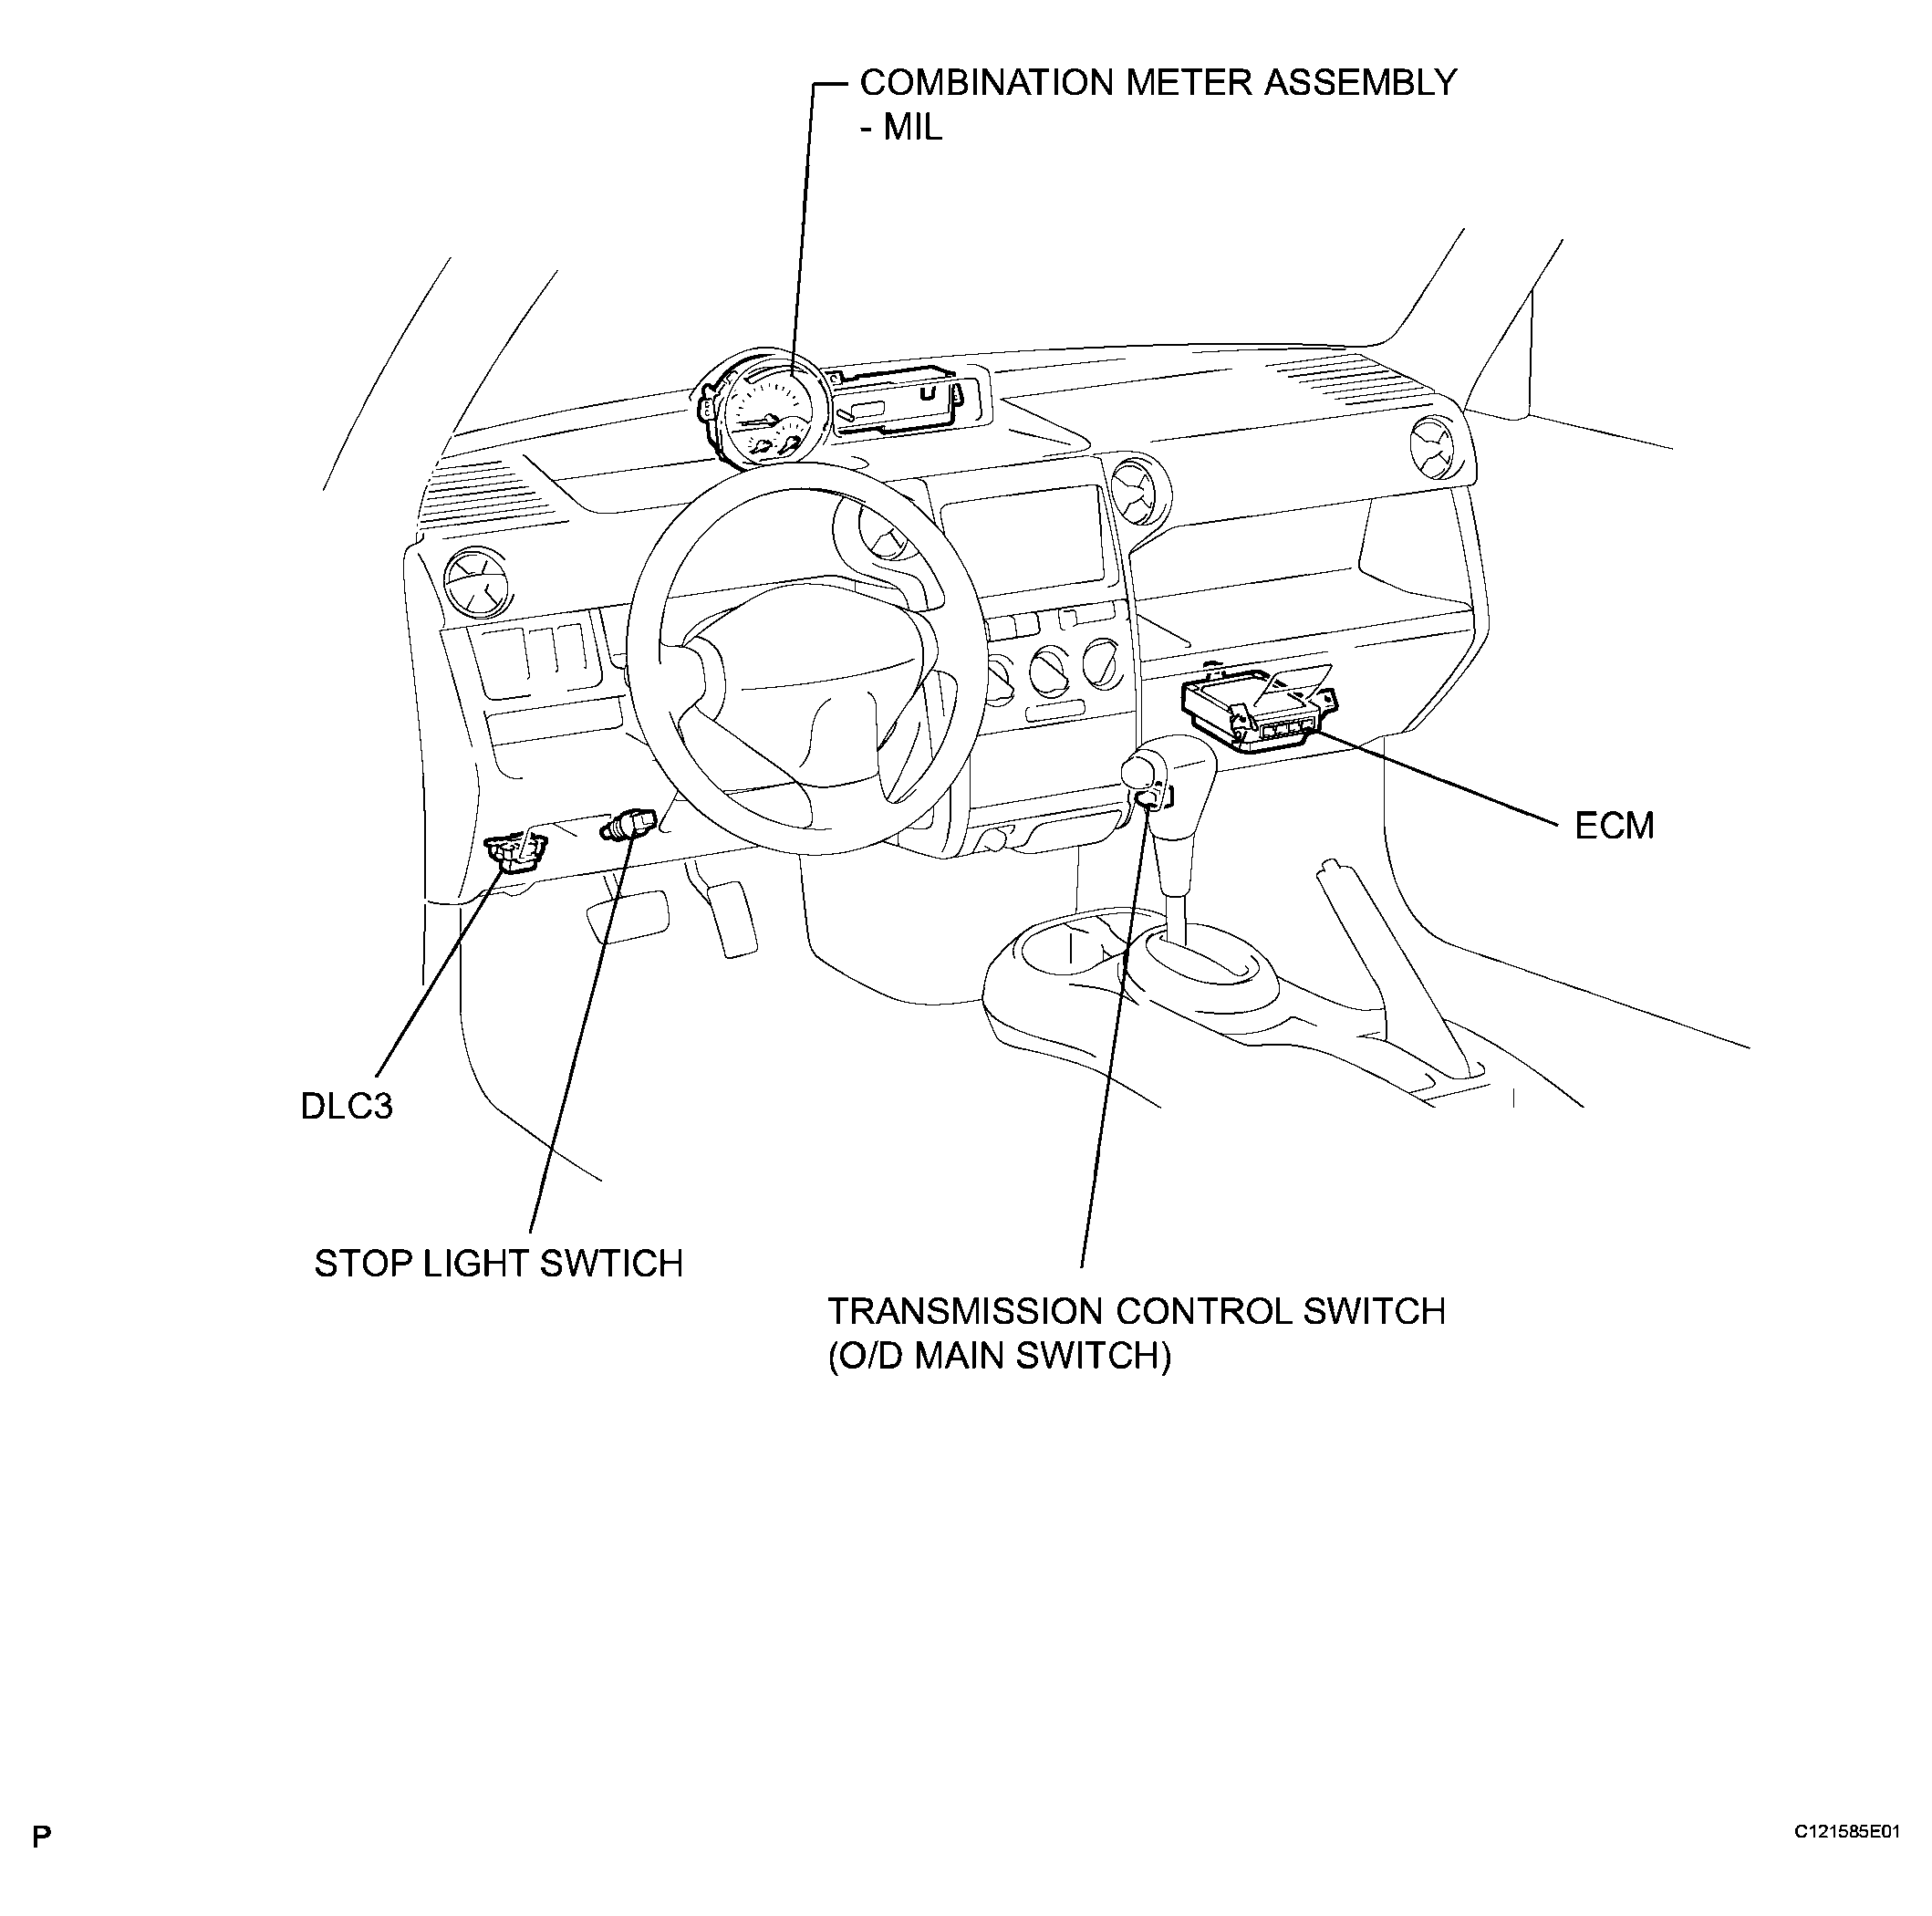 COMBINATION METER ASSEMBLY
- MIL
ECM
DLC3
STOP LIGHT SWTICH
TRANSMISSION CONTROL SWITCH
(O/D MAIN SWITCH)
P
C121585E01